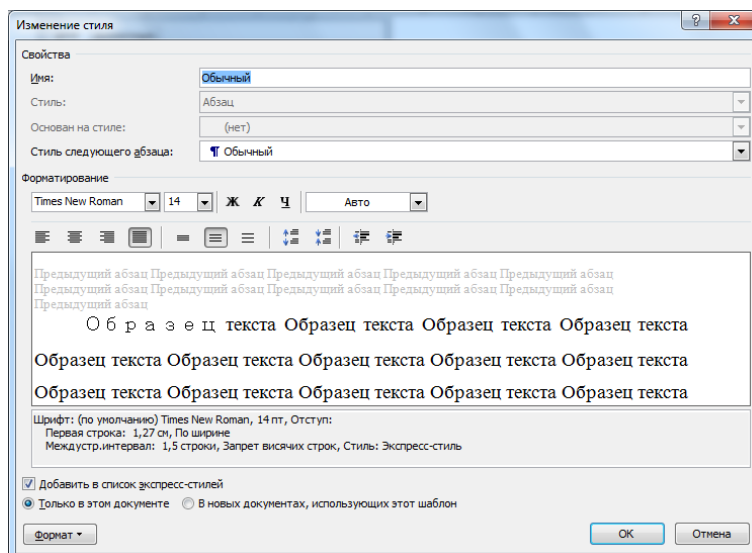 Изменение стиля
Свойства
Имя: Обычный
Стиль: Абзац
Основан на стиле: (нет)
Стиль следующего абзаца: ¶ Обычный
Форматирование
Times New Roman 14 Ж К Ч Авто
Предыдущий абзац Предыдущий абзац Предыдущий абзац Предыдущий абзац Предыдущий абзац
Предыдущий абзац Предыдущий абзац Предыдущий абзац Предыдущий абзац Предыдущий абзац
Предыдущий абзац
Образец текста Образец текста Образец текста Образец текста
Образец текста Образец текста Образец текста Образец текста Образец текста
Образец текста Образец текста Образец текста Образец текста Образец текста
Шрифт: (по умолчанию) Times New Roman, 14 пт, Отступ:
Первая строка: 1,27 см, По ширине
Междустр.интервал: 1,5 строки, Запрет висячих строк, Стиль: Экспресс-стиль
Добавить в список экспресс-стилей
Только в этом документе В новых документах, использующих этот шаблон
Формат ОК Отмена